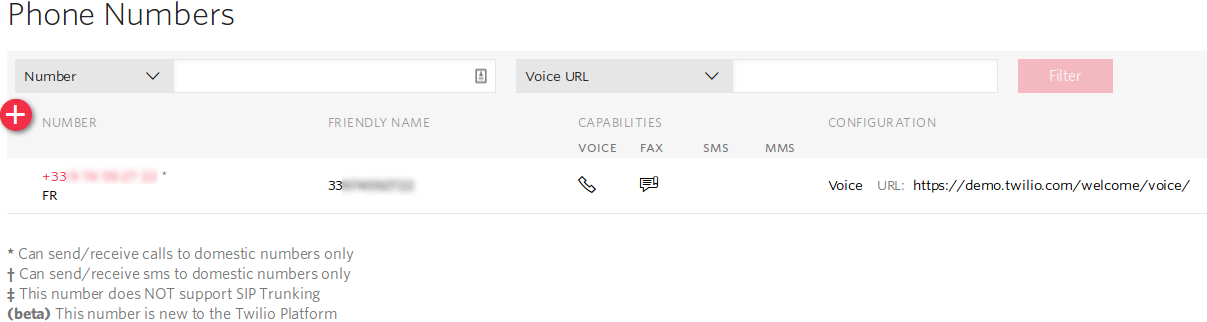 Phone Numbers
Number Voice URL Filter
NUMBER FRIENDLY NAME CAPABILITIES CONFIGURATION
VOICE FAX SMS MMS
+33 * 33 Voice URL: https://demo.twilio.com/welcome/voice/
FR
* Can send/receive calls to domestic numbers only
† Can send/receive sms to domestic numbers only
‡ This number does NOT support SIP Trunking
(beta) This number is new to the Twilio Platform